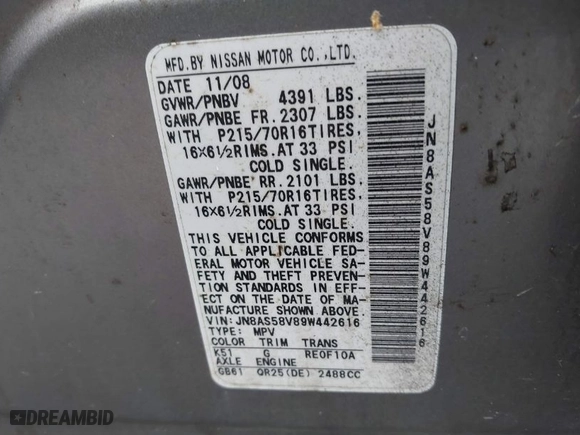 MFD.BY NISSAN MOTOR CO.,LTD.
DATE 11/08
GVWR/PNBV 4391 LBS.
GAWR/PNBE FR. 2307 LBS.
WITH P215/70R16TIRES,
16X6½RIMS.AT 33 PSI
COLD SINGLE.
GAWR/PNBE RR. 2101 LBS.
WITH P215/70R16TIRES,
16X6½RIMS.AT 33 PSI
COLD SINGLE.
THIS VEHICLE CONFORMS
TO ALL APPLICABLE FED-
ERAL MOTOR VEHICLE SA-
FETY AND THEFT PREVEN-
TION STANDARDS IN EFF-
ECT ON THE DATE OF MA-
NUFACTURE SHOWN ABOVE.
VIN:JN8AS58V89W442616
TYPE: MPV
COLOR TRIM TRANS
K51 G RE0F10A
AXLE ENGINE
GB61 QR25(DE) 2488CC
JN8AS58V89W442616
DREAMBID